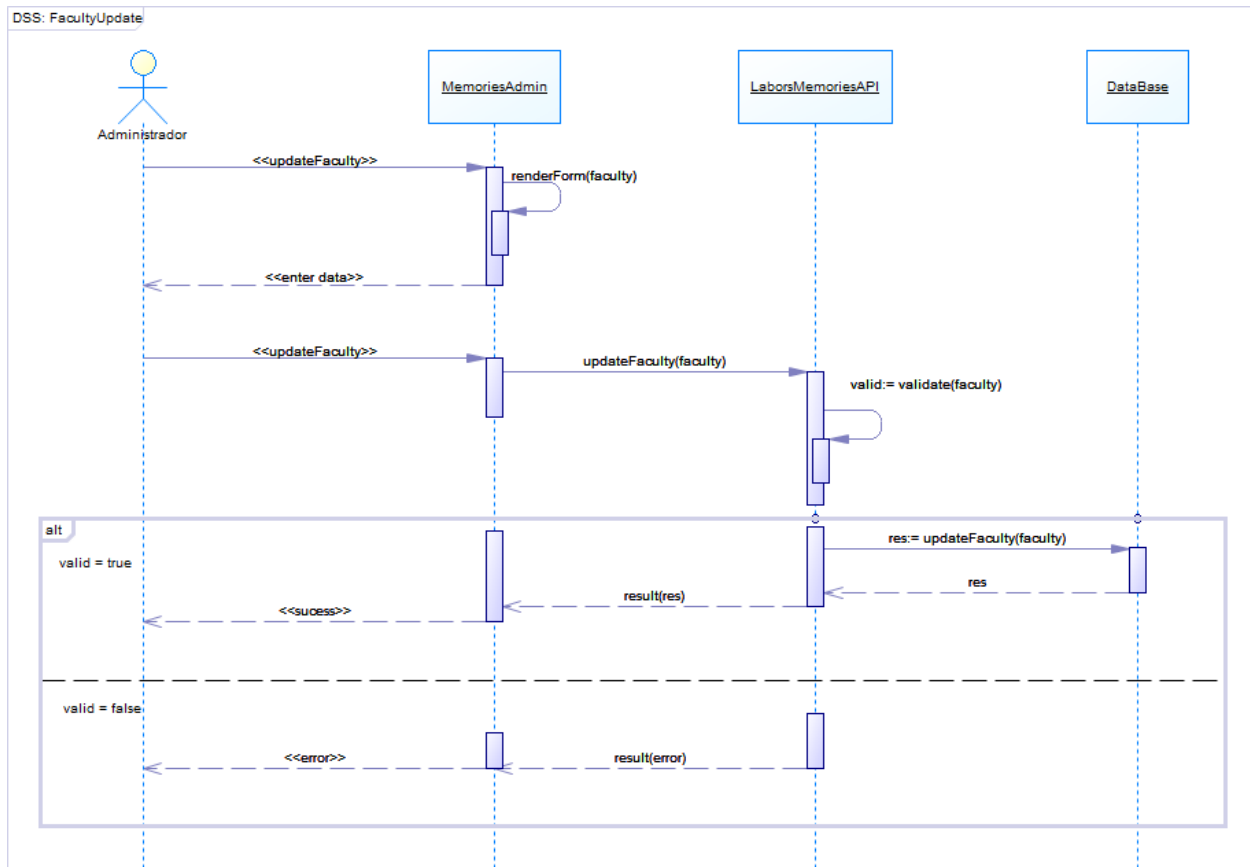 DSS: FacultyUpdate
MemoriesAdmin
LaborsMemoriesAPI
DataBase
Administrador
<<updateFaculty>>
renderForm(faculty)
<<enter data>>
<<updateFaculty>>
updateFaculty(faculty)
valid:= validate(faculty)
alt
valid = true
res:= updateFaculty(faculty)
res
result(res)
<<sucess>>
valid = false
<<error>>
result(error)